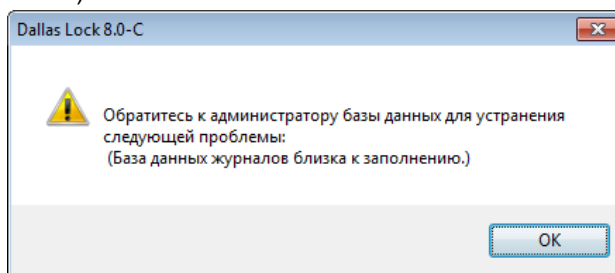 Dallas Lock 8.0-C
Обратитесь к администратору базы данных для устранения
следующей проблемы:
(База данных журналов близка к заполнению.)
OK